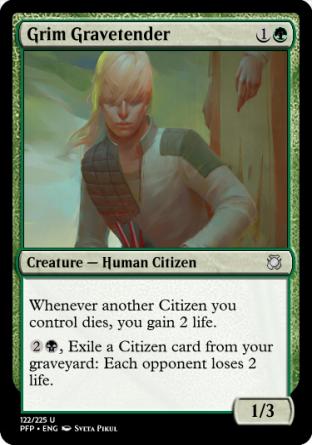 Grim Gravetender 1
Creature — Human Citizen
Whenever another Citizen you
control dies, you gain 2 life.
2, Exile a Citizen card from your
graveyard: Each opponent loses 2
life.
1/3
122/225 U
PFP • ENG Sveta Pikul